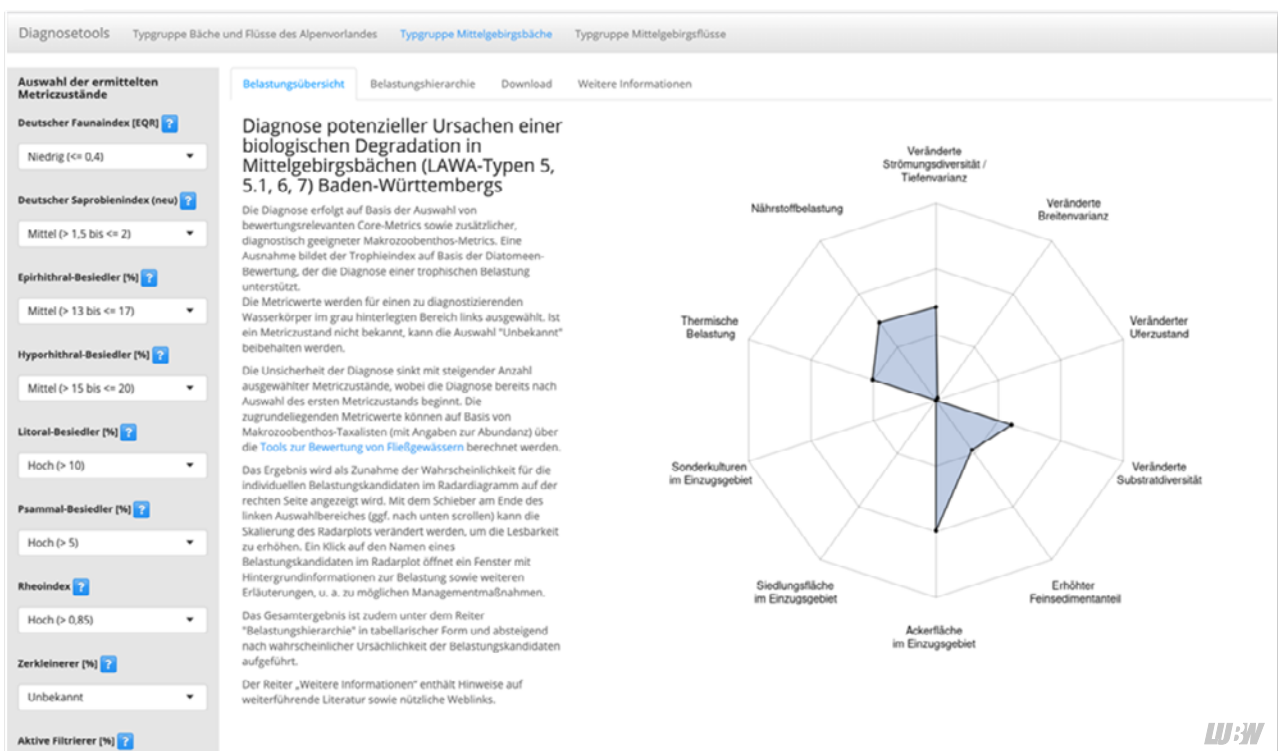 Diagnosetools Typgruppe Bäche und Flüsse des Alpenvorlandes Typgruppe Mittelgebirgsbäche Typgruppe Mittelgebirgsflüsse
Auswahl der ermittelten
Metriczustände
Deutscher Faunaindex [EQR] ?
Niedrig (<= 0,4)
Deutscher Saprobienindex (neu) ?
Mittel (> 1,5 bis <= 2)
Epirhithral-Besiedler [%] ?
Mittel (> 13 bis <= 17)
Hyporhithral-Besiedler [%] ?
Mittel (> 15 bis <= 20)
Litoral-Besiedler [%] ?
Hoch (> 10)
Psammal-Besiedler [%] ?
Hoch (> 5)
Rheoindex ?
Hoch (> 0,85)
Zerkleinerer [%] ?
Unbekannt
Aktive Filtrierer [%] ?
Belastungsübersicht Belastungshierarchie Download Weitere Informationen
Diagnose potenzieller Ursachen einer
biologischen Degradation in
Mittelgebirgsbächen (LAWA-Typen 5,
5.1, 6, 7) Baden-Württembergs
Die Diagnose erfolgt auf Basis der Auswahl von
bewertungsrelevanten Core-Metrics sowie zusätzlicher,
diagnostisch geeigneter Makrozoobenthos-Metrics. Eine
Ausnahme bildet der Trophieindex auf Basis der Diatomeen-
Bewertung, der die Diagnose einer trophischen Belastung
unterstützt.
Die Metricwerte werden für einen zu diagnostizierenden
Wasserkörper im grau hinterlegten Bereich links ausgewählt. Ist
ein Metriczustand nicht bekannt, kann die Auswahl "Unbekannt"
beibehalten werden.
Die Unsicherheit der Diagnose sinkt mit steigender Anzahl
ausgewählter Metriczustände, wobei die Diagnose bereits nach
Auswahl des ersten Metriczustands beginnt. Die
zugrundeliegenden Metricwerte können auf Basis von
Makrozoobenthos-Taxalisten (mit Angaben zur Abundanz) über
die Tools zur Bewertung von Fließgewässern berechnet werden.
Das Ergebnis wird als Zunahme der Wahrscheinlichkeit für die
individuellen Belastungskandidaten im Radardiagramm auf der
rechten Seite angezeigt wird. Mit dem Schieber am Ende des
linken Auswahlbereiches (ggf. nach unten scrollen) kann die
Skalierung des Radarplots verändert werden, um die Lesbarkeit
zu erhöhen. Ein Klick auf den Namen eines
Belastungskandidaten im Radarplot öffnet ein Fenster mit
Hintergrundinformationen zur Belastung sowie weiteren
Erläuterungen, u. a. zu möglichen Managementmaßnahmen.
Das Gesamtergebnis ist zudem unter dem Reiter
"Belastungshierarchie" in tabellarischer Form und absteigend
nach wahrscheinlicher Ursächlichkeit der Belastungskandidaten
aufgeführt.
Der Reiter „Weitere Informationen" enthält Hinweise auf
weiterführende Literatur sowie nützliche Weblinks.
Veränderte
Strömungsdiversität /
Tiefenvarianz
Veränderte
Breitenvarianz
Veränderter
Uferzustand
Veränderte
Substratdiversität
Erhöhter
Feinsedimentanteil
Ackerfläche
im Einzugsgebiet
Siedlungsfläche
im Einzugsgebiet
Sonderkulturen
im Einzugsgebiet
Thermische
Belastung
Nährstoffbelastung
LUBW